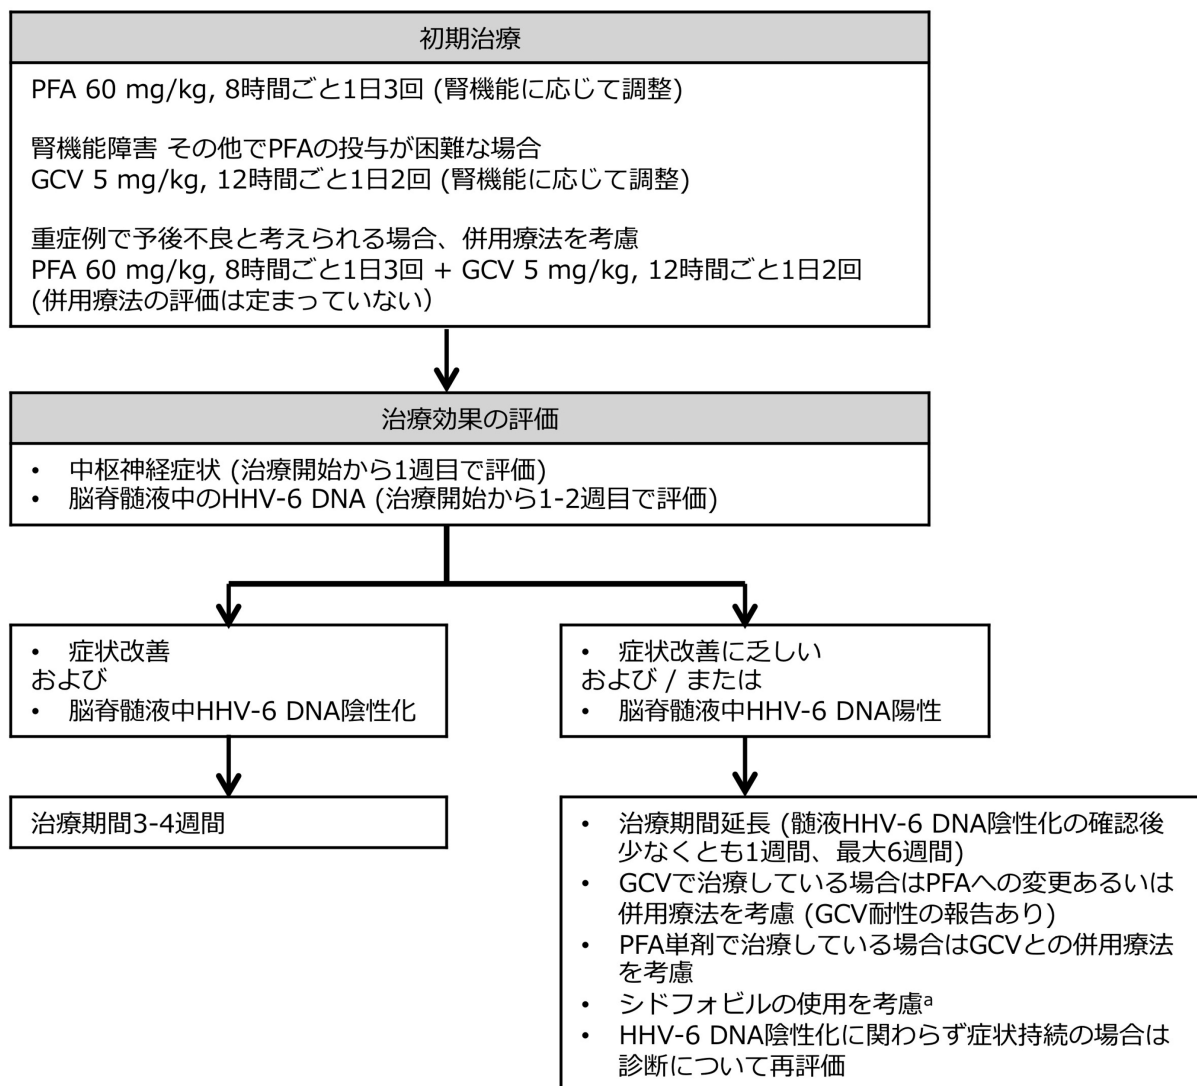 初期治療
PFA 60 mg/kg, 8時間ごと1日3回 (腎機能に応じて調整)
腎機能障害 その他でPFAの投与が困難な場合
GCV 5 mg/kg, 12時間ごと1日2回 (腎機能に応じて調整)
重症例で予後不良と考えられる場合、併用療法を考慮
PFA 60 mg/kg, 8時間ごと1日3回 + GCV 5 mg/kg, 12時間ごと1日2回
(併用療法の評価は定まっていない）
治療効果の評価
• 中枢神経症状 (治療開始から1週目で評価)
• 脳脊髄液中のHHV-6 DNA (治療開始から1-2週目で評価)
• 症状改善
および
• 脳脊髄液中HHV-6 DNA陰性化
治療期間3-4週間
• 症状改善に乏しい
および / または
• 脳脊髄液中HHV-6 DNA陽性
• 治療期間延長 (髄液HHV-6 DNA陰性化の確認後
少なくとも1週間、最大6週間)
• GCVで治療している場合はPFAへの変更あるいは
併用療法を考慮 (GCV耐性の報告あり)
• PFA単剤で治療している場合はGCVとの併用療法
を考慮
• シドフォビルの使用を考慮ᵃ
• HHV-6 DNA陰性化に関わらず症状持続の場合は
診断について再評価